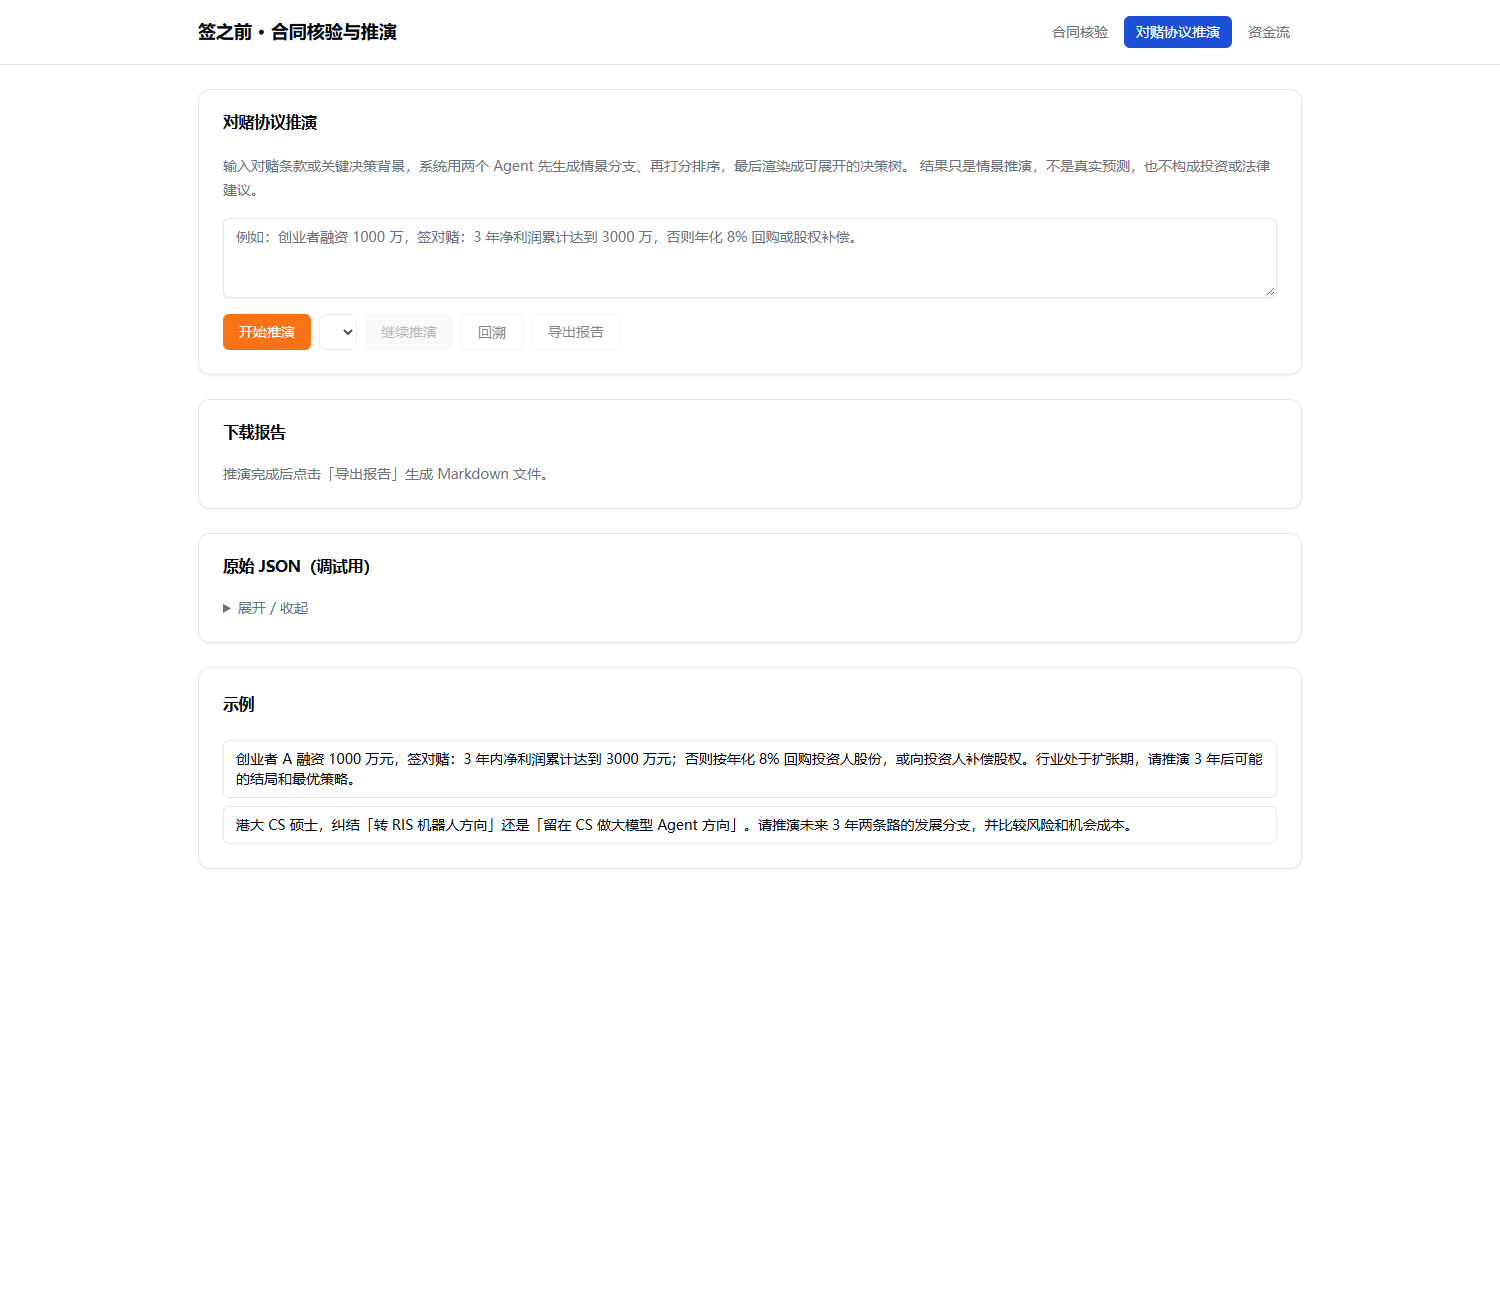 签之前 • 合同核验与推演
合同核验
对赌协议推演
资金流
对赌协议推演
输入对赌条款或关键决策背景，系统用两个 Agent 先生成情景分支、再打分排序，最后渲染成可展开的决策树。 结果只是情景推演，不是真实预测，也不构成投资或法律
建议。
例如：创业者融资 1000 万，签对赌：3 年净利润累计达到 3000 万，否则年化 8% 回购或股权补偿。
开始推演
继续推演
回溯
导出报告
下载报告
推演完成后点击「导出报告」生成 Markdown 文件。
原始 JSON（调试用）
展开 / 收起
示例
创业者 A 融资 1000 万元，签对赌：3 年内净利润累计达到 3000 万元；否则按年化 8% 回购投资人股份，或向投资人补偿股权。行业处于扩张期，请推演 3 年后可能
的结局和最优策略。
港大 CS 硕士，纠结「转 RIS 机器人方向」还是「留在 CS 做大模型 Agent 方向」。请推演未来 3 年两条路的发展分支，并比较风险和机会成本。